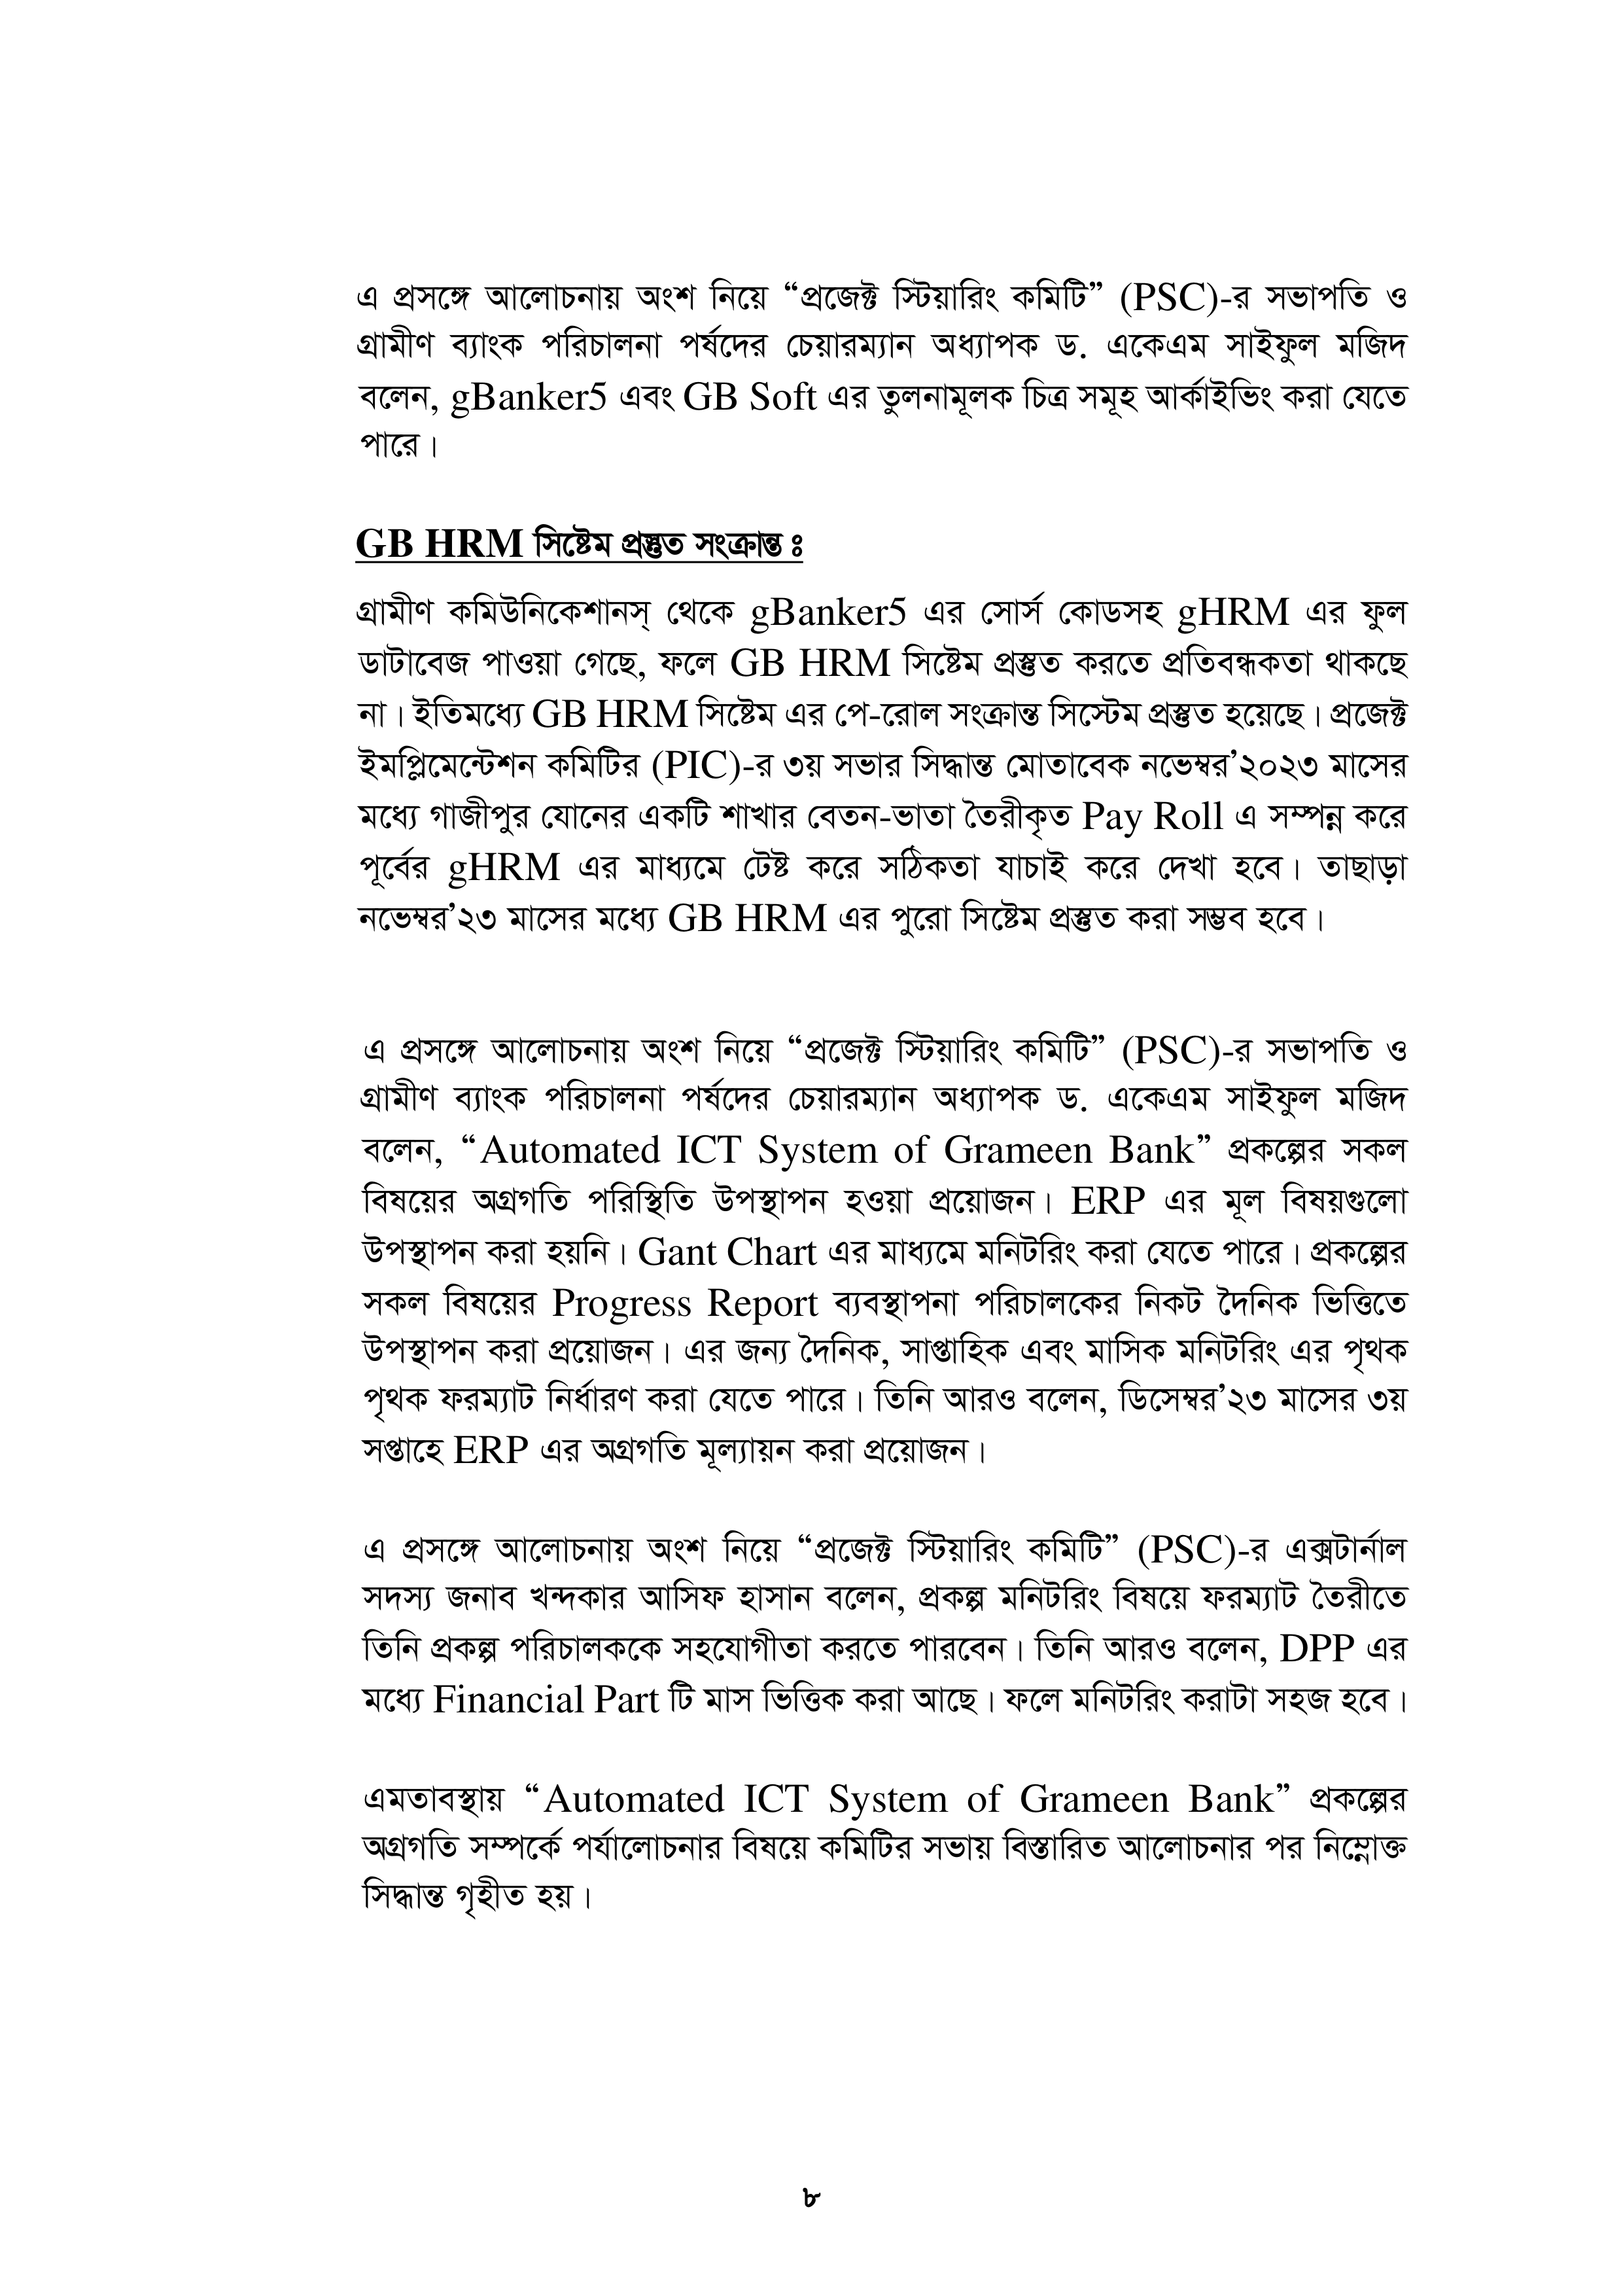 এ প্রসঙ্গে আলোচনায় অংশ নিয়ে “প্রজেক্ট স্টিয়ারিং কমিটি” (PSC)-র সভাপতি ও
গ্রামীণ ব্যাংক পরিচালনা পর্ষদের চেয়ারম্যান অধ্যাপক ড. একেএম সাইফুল মজিদ
বলেন, gBanker5 এবং GB Soft এর তুলনামূলক চিত্র সমূহ আর্কাইভিং করা যেতে
পারে।
GB HRM সিষ্টেম প্রস্তুত সংক্রান্ত ঃ
গ্রামীণ কমিউনিকেশানস্ থেকে gBanker5 এর সোর্স কোডসহ gHRM এর ফুল
ডাটাবেজ পাওয়া গেছে, ফলে GB HRM সিষ্টেম প্রস্তুত করতে প্রতিবন্ধকতা থাকছে
না। ইতিমধ্যে GB HRM সিষ্টেম এর পে-রোল সংক্রান্ত সিস্টেম প্রস্তুত হয়েছে। প্রজেক্ট
ইমপ্লিমেন্টেশন কমিটির (PIC)-র ৩য় সভার সিদ্ধান্ত মোতাবেক নভেম্বর’২০২৩ মাসের
মধ্যে গাজীপুর যোনের একটি শাখার বেতন-ভাতা তৈরীকৃত Pay Roll এ সম্পন্ন করে
পূর্বের gHRM এর মাধ্যমে টেষ্ট করে সঠিকতা যাচাই করে দেখা হবে। তাছাড়া
নভেম্বর’২৩ মাসের মধ্যে GB HRM এর পুরো সিষ্টেম প্রস্তুত করা সম্ভব হবে।
এ প্রসঙ্গে আলোচনায় অংশ নিয়ে “প্রজেক্ট স্টিয়ারিং কমিটি” (PSC)-র সভাপতি ও
গ্রামীণ ব্যাংক পরিচালনা পর্ষদের চেয়ারম্যান অধ্যাপক ড. একেএম সাইফুল মজিদ
বলেন, “Automated ICT System of Grameen Bank” প্রকল্পের সকল
বিষয়ের অগ্রগতি পরিস্থিতি উপস্থাপন হওয়া প্রয়োজন। ERP এর মূল বিষয়গুলো
উপস্থাপন করা হয়নি। Gant Chart এর মাধ্যমে মনিটরিং করা যেতে পারে। প্রকল্পের
সকল বিষয়ের Progress Report ব্যবস্থাপনা পরিচালকের নিকট দৈনিক ভিত্তিতে
উপস্থাপন করা প্রয়োজন। এর জন্য দৈনিক, সাপ্তাহিক এবং মাসিক মনিটরিং এর পৃথক
পৃথক ফরম্যাট নির্ধারণ করা যেতে পারে। তিনি আরও বলেন, ডিসেম্বর’২৩ মাসের ৩য়
সপ্তাহে ERP এর অগ্রগতি মূল্যায়ন করা প্রয়োজন।
এ প্রসঙ্গে আলোচনায় অংশ নিয়ে “প্রজেক্ট স্টিয়ারিং কমিটি” (PSC)-র এক্সটার্নাল
সদস্য জনাব খন্দকার আসিফ হাসান বলেন, প্রকল্প মনিটরিং বিষয়ে ফরম্যাট তৈরীতে
তিনি প্রকল্প পরিচালককে সহযোগীতা করতে পারবেন। তিনি আরও বলেন, DPP এর
মধ্যে Financial Part টি মাস ভিত্তিক করা আছে। ফলে মনিটরিং করাটা সহজ হবে।
এমতাবস্থায় “Automated ICT System of Grameen Bank” প্রকল্পের
অগ্রগতি সম্পর্কে পর্যালোচনার বিষয়ে কমিটির সভায় বিস্তারিত আলোচনার পর নিম্নোক্ত
সিদ্ধান্ত গৃহীত হয়।
৮